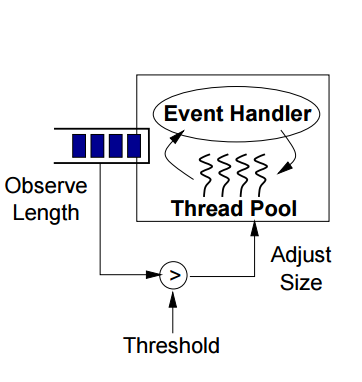 Event Handler
Observe
Length
Thread Pool
Adjust
Size
>
Threshold